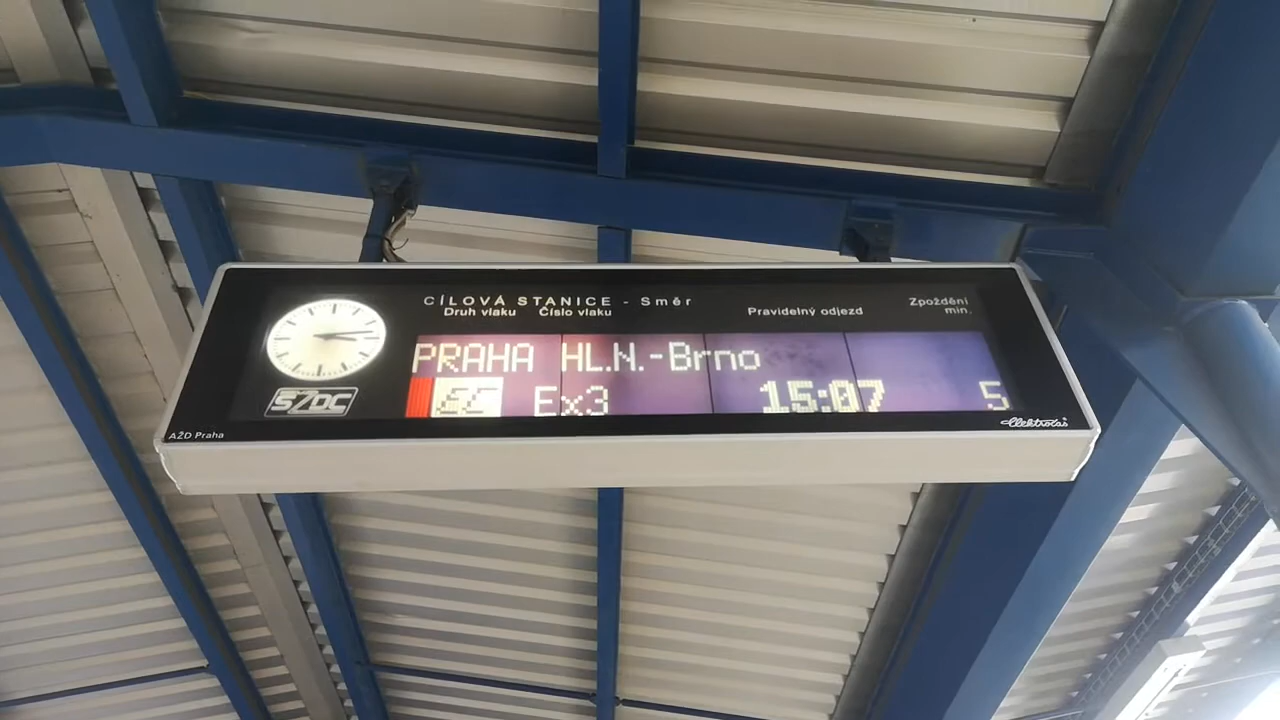 CÍLOVÁ STANICE - Směr
Druh vlaku Číslo vlaku
Pravidelný odjezd
Zpoždění
min.
PRAHA HL.N.-Brno
EC Ex3 15:07 5
SŽDC
AŽD Praha
elektročas